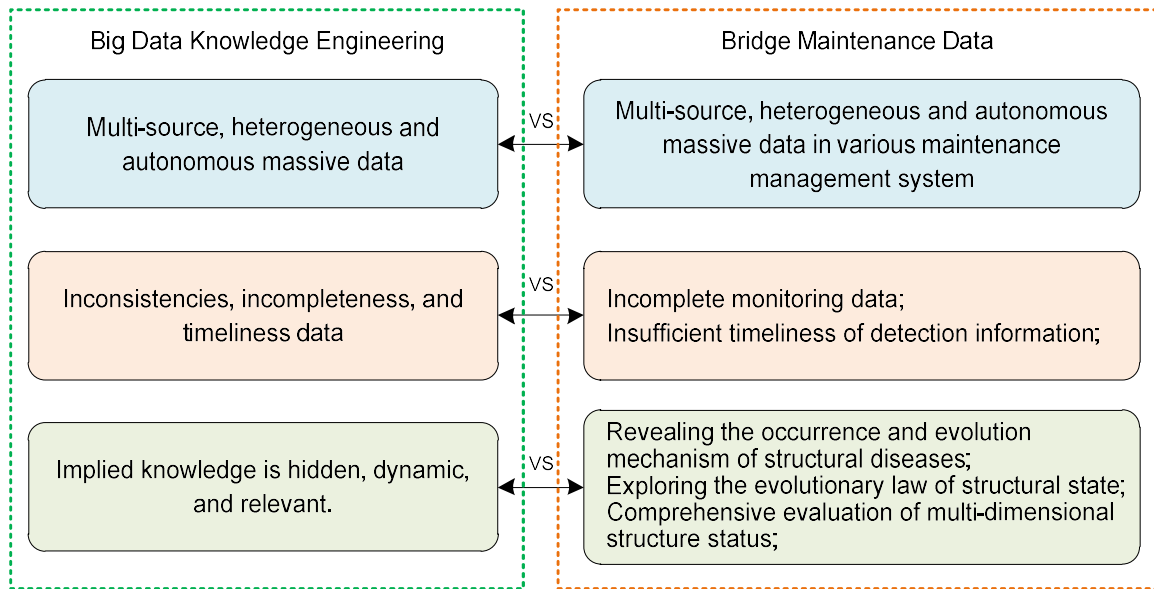 Big Data Knowledge Engineering
Bridge Maintenance Data
Multi-source, heterogeneous and
autonomous massive data
VS
Multi-source, heterogeneous and autonomous
massive data in various maintenance
management system
Inconsistencies, incompleteness, and
timeliness data
VS
Incomplete monitoring data;
Insufficient timeliness of detection information;
Implied knowledge is hidden, dynamic,
and relevant.
VS
Revealing the occurrence and evolution
mechanism of structural diseases;
Exploring the evolutionary law of structural state;
Comprehensive evaluation of multi-dimensional
structure status;